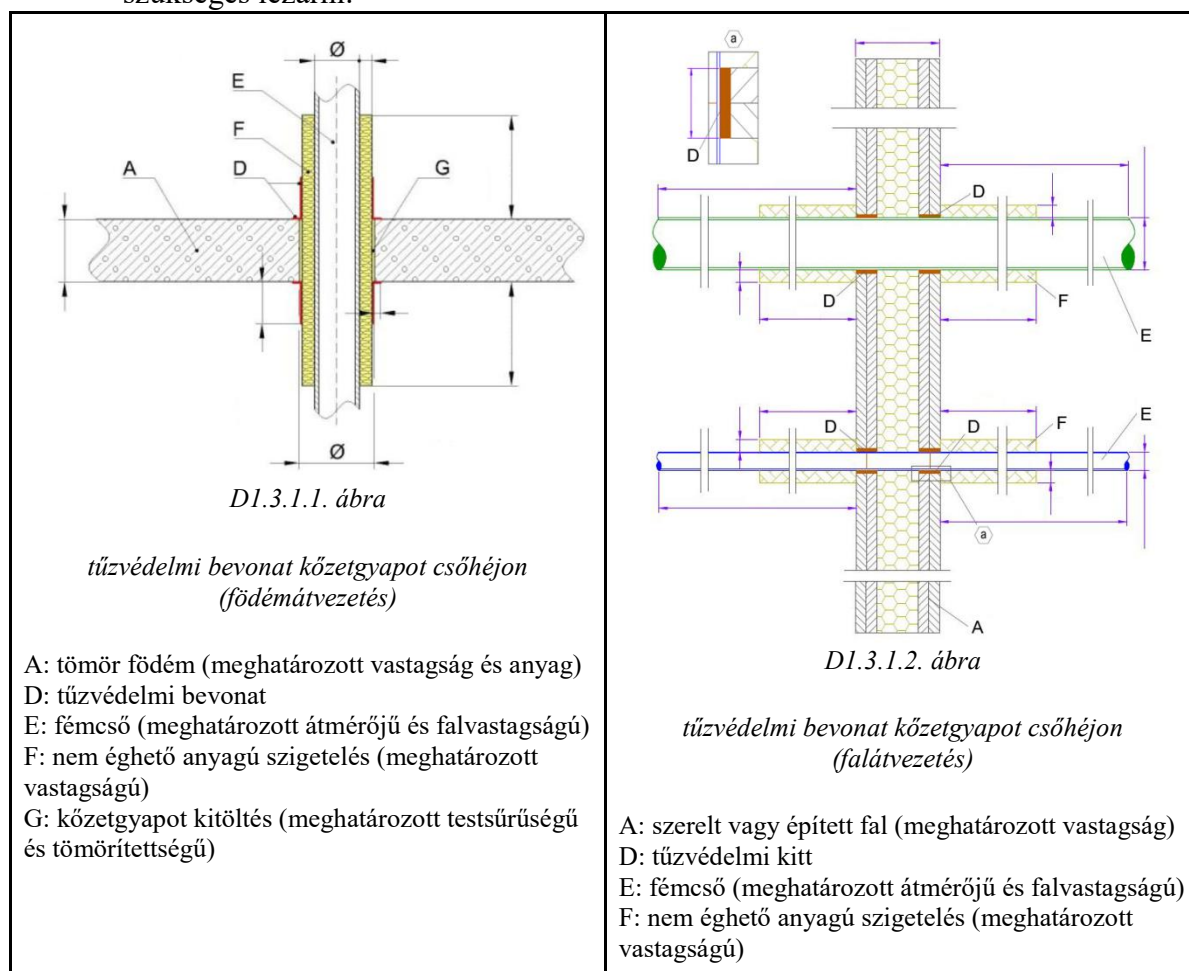 szükséges lezárni.
Ø
E
F
D
A
G
Ø
D1.3.1.1. ábra
tűzvédelmi bevonat kőzetgyapot csőhéjon
(födémátvezetés)
A: tömör födém (meghatározott vastagság és anyag)
D: tűzvédelmi bevonat
E: fémcső (meghatározott átmérőjű és falvastagságú)
F: nem éghető anyagú szigetelés (meghatározott
vastagságú)
G: kőzetgyapot kitöltés (meghatározott testsűrűségű
és tömörítettségű)
a
D
D
D
F
E
D
D
F
E
a
A
D1.3.1.2. ábra
tűzvédelmi bevonat kőzetgyapot csőhéjon
(falátvezetés)
A: szerelt vagy épített fal (meghatározott vastagság)
D: tűzvédelmi kitt
E: fémcső (meghatározott átmérőjű és falvastagságú)
F: nem éghető anyagú szigetelés (meghatározott
vastagságú)